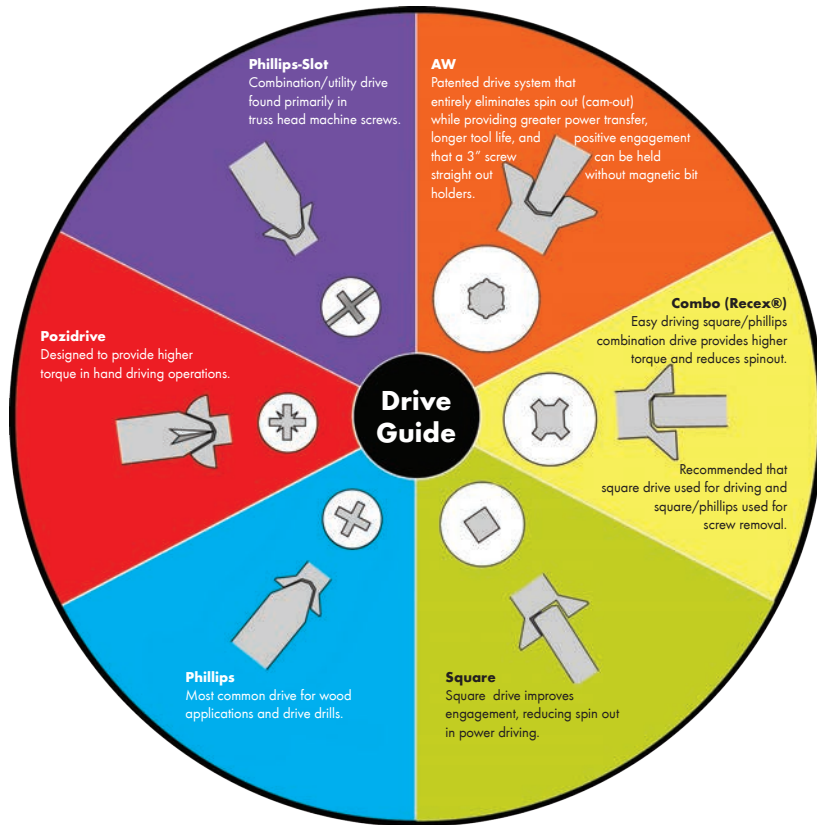 Phillips-Slot
Combination/utility drive
found primarily in
truss head machine screws.
AW
Patented drive system that
entirely eliminates spin out (cam-out)
while providing greater power transfer,
longer tool life, and positive engagement
that a 3” screw can be held
straight out without magnetic bit
holders.
Combo (Recex®)
Easy driving square/phillips
combination drive provides higher
torque and reduces spinout.
Recommended that
square drive used for driving and
square/phillips used for
screw removal.
Pozidrive
Designed to provide higher
torque in hand driving operations.
Drive
Guide
Phillips
Most common drive for wood
applications and drive drills.
Square
Square drive improves
engagement, reducing spin out
in power driving.